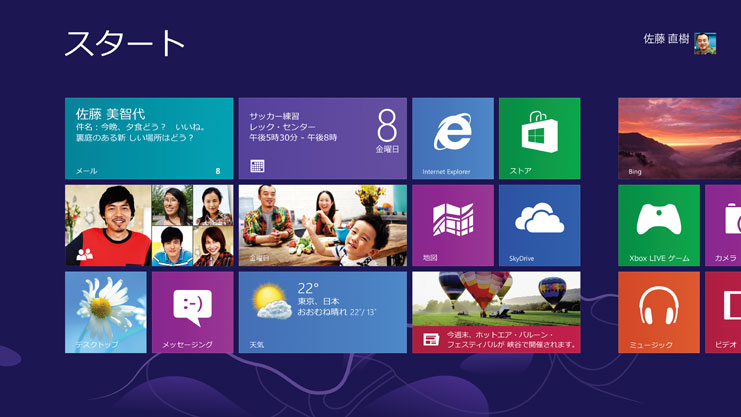 スタート
佐藤 直樹
佐藤 美智代
件名：今晩、夕食どう？ いいね。
裏庭のある新 しい場所はどう？
メール
8
サッカー練習
レック・センター
午後5時30分 - 午後8時
8
金曜日
Internet Explorer
ストア
Bing
金曜日
地図
SkyDrive
Xbox LIVE ゲーム
カメラ
デスクトップ
メッセージング
:-)
22°
東京、日本
おおむね晴れ 22°/ 13°
天気
今週末、ホットエア・バルーン・
フェスティバルが 峡谷で開催されます。
ミュージック
ビデオ